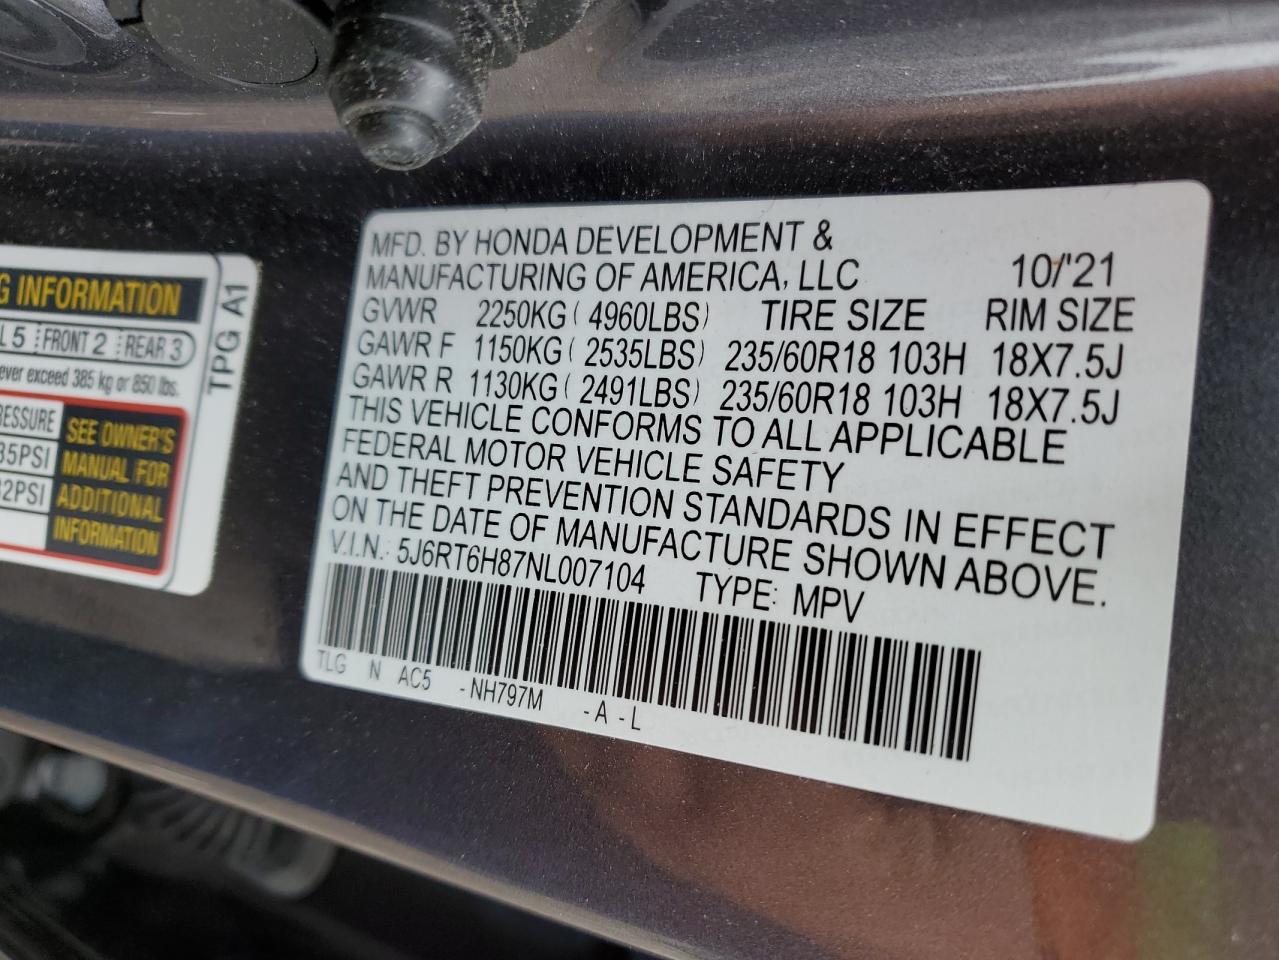 G INFORMATION
L 5 FRONT 2 REAR 3
ever exceed 385 kg or 850 lbs.
RESSURE
35PSI
2PSI
SEE OWNER'S
MANUAL FOR
ADDITIONAL
INFORMATION
TPG A1
MFD. BY HONDA DEVELOPMENT &
MANUFACTURING OF AMERICA, LLC 10/'21
GVWR 2250KG ( 4960LBS) TIRE SIZE RIM SIZE
GAWR F 1150KG ( 2535LBS) 235/60R18 103H 18X7.5J
GAWR R 1130KG ( 2491LBS) 235/60R18 103H 18X7.5J
THIS VEHICLE CONFORMS TO ALL APPLICABLE
FEDERAL MOTOR VEHICLE SAFETY
AND THEFT PREVENTION STANDARDS IN EFFECT
ON THE DATE OF MANUFACTURE SHOWN ABOVE.
V.I.N.: 5J6RT6H87NL007104 TYPE: MPV
TLG N AC5 -NH797M -A -L